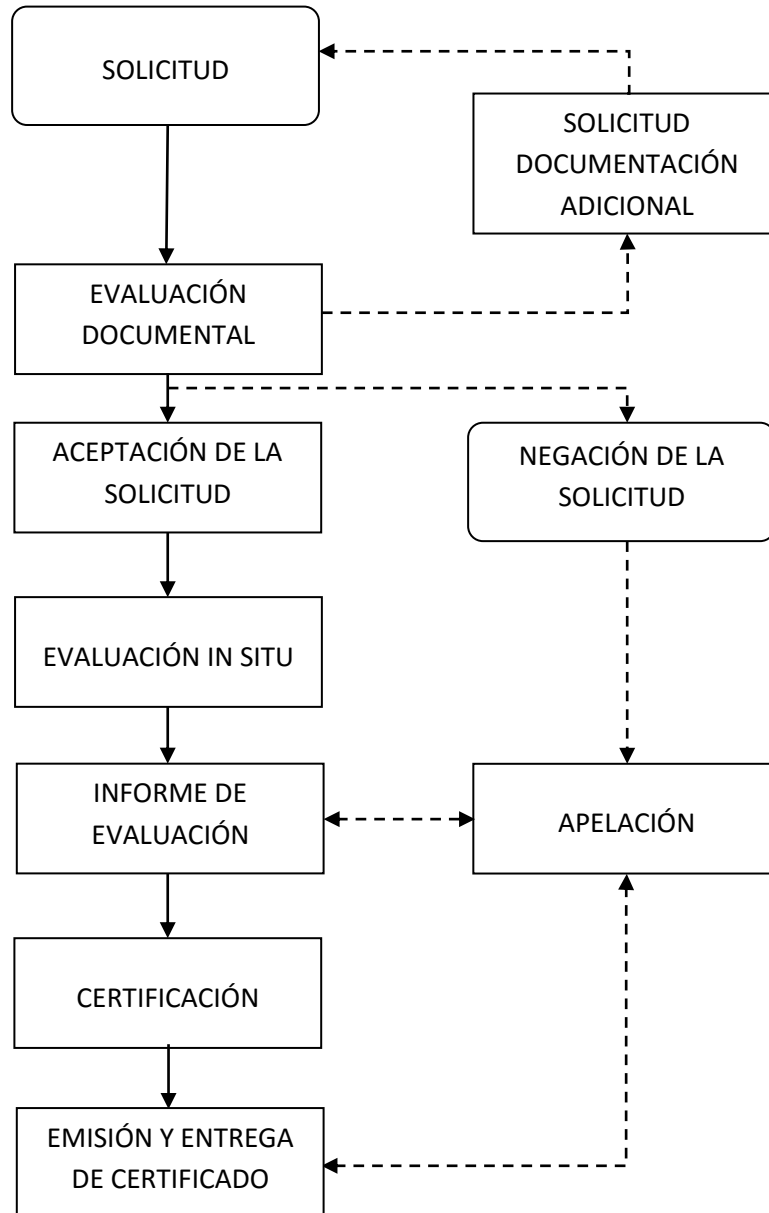 SOLICITUD
SOLICITUD
DOCUMENTACIÓN
ADICIONAL
EVALUACIÓN
DOCUMENTAL
ACEPTACIÓN DE LA
SOLICITUD
NEGACIÓN DE LA
SOLICITUD
EVALUACIÓN IN SITU
INFORME DE
EVALUACIÓN
APELACIÓN
CERTIFICACIÓN
EMISIÓN Y ENTREGA
DE CERTIFICADO